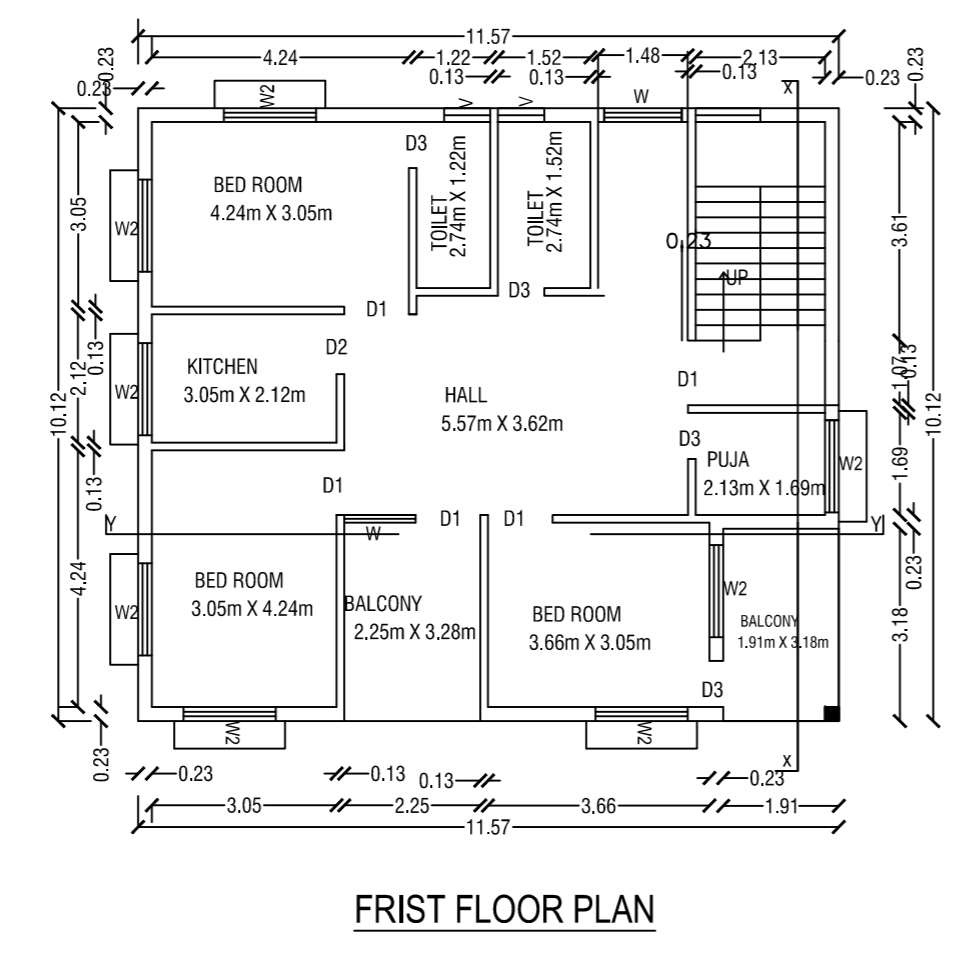 11.57
4.24
1.22
1.52
1.48
2.13
0.13
0.13
0.13
0.23
0.23
0.23
0.23
W2
V
V
W
X
D3
BED ROOM
4.24m X 3.05m
TOILET
2.74m X 1.22m
TOILET
2.74m X 1.52m
3.05
W2
3.61
0.23
UP
D1
D3
D2
0.13
2.12
KITCHEN
3.05m X 2.12m
W2
10.12
HALL
5.57m X 3.62m
D1
1.07
0.13
10.12
D3
PUJA
2.13m X 1.69m
W2
1.69
0.13
D1
Y
W
D1
D1
Y
4.24
W2
BED ROOM
3.05m X 4.24m
BALCONY
2.25m X 3.28m
BED ROOM
3.66m X 3.05m
W2
BALCONY
1.91m X 3.18m
0.23
3.18
D3
W2
W2
X
0.23
0.23
0.13
0.13
0.23
3.05
2.25
3.66
1.91
11.57
FRIST FLOOR PLAN